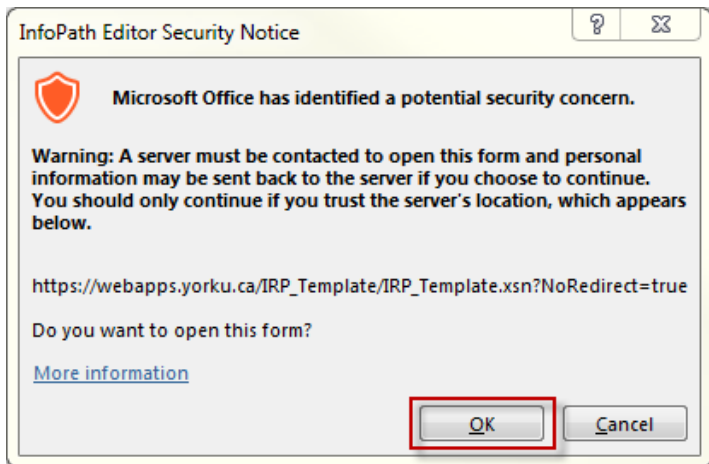 InfoPath Editor Security Notice
Microsoft Office has identified a potential security concern.
Warning: A server must be contacted to open this form and personal
information may be sent back to the server if you choose to continue.
You should only continue if you trust the server's location, which appears
below.
https://webapps.yorku.ca/IRP_Template/IRP_Template.xsn?NoRedirect=true
Do you want to open this form?
More information
OK Cancel